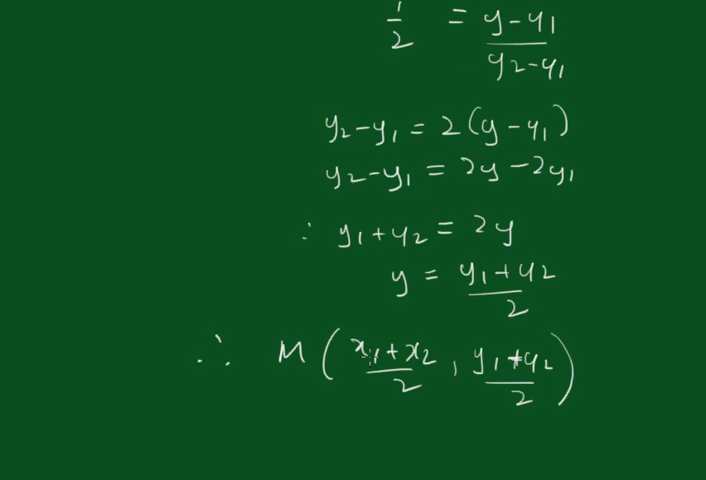 1/2 = (y-y₁)/(y₂-y₁)
y₂-y₁ = 2(y-y₁)
y₂-y₁ = 2y-2y₁
∴ y₁+y₂ = 2y
y = (y₁+y₂)/2
∴ M((x₁+x₂)/2, (y₁+y₂)/2)